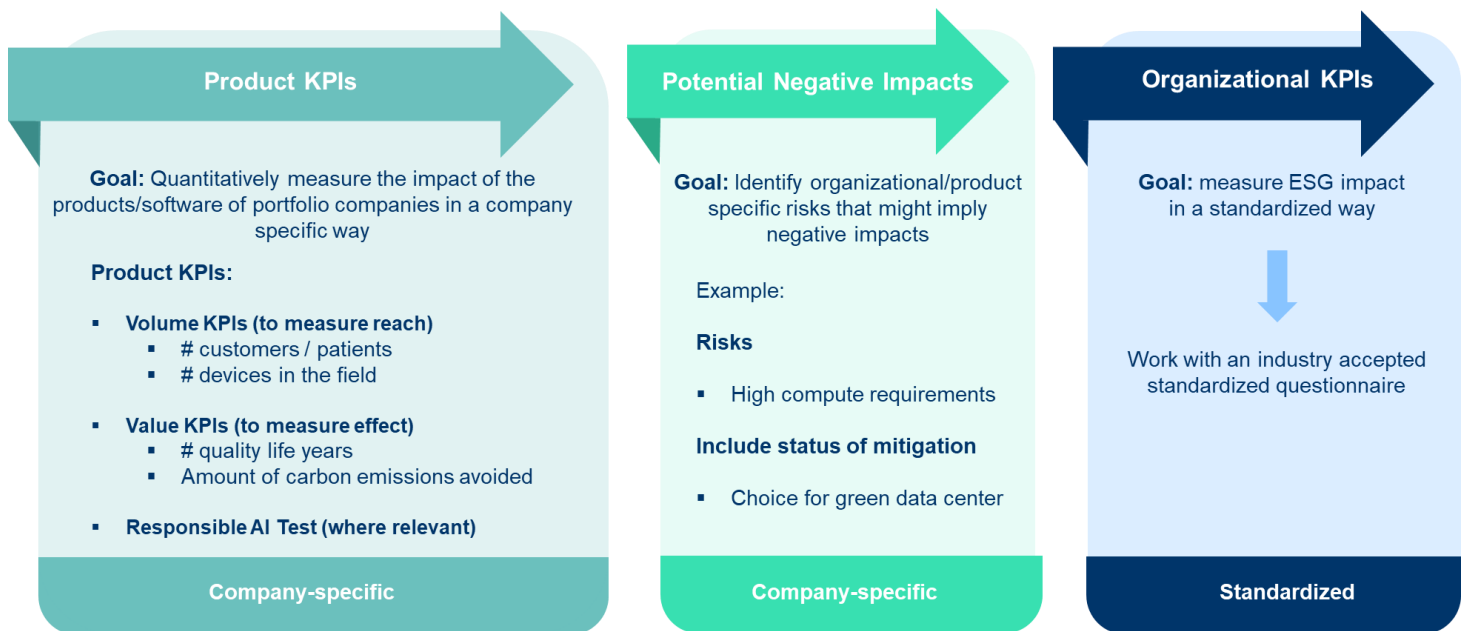 Product KPIs
Goal: Quantitatively measure the impact of the
products/software of portfolio companies in a company
specific way
Product KPIs:
▪ Volume KPIs (to measure reach)
▪ # customers / patients
▪ # devices in the field
▪ Value KPIs (to measure effect)
▪ # quality life years
▪ Amount of carbon emissions avoided
▪ Responsible AI Test (where relevant)
Company-specific
Potential Negative Impacts
Goal: Identify organizational/product
specific risks that might imply
negative impacts
Example:
Risks
▪ High compute requirements
Include status of mitigation
▪ Choice for green data center
Company-specific
Organizational KPIs
Goal: measure ESG impact
in a standardized way
Work with an industry accepted
standardized questionnaire
Standardized